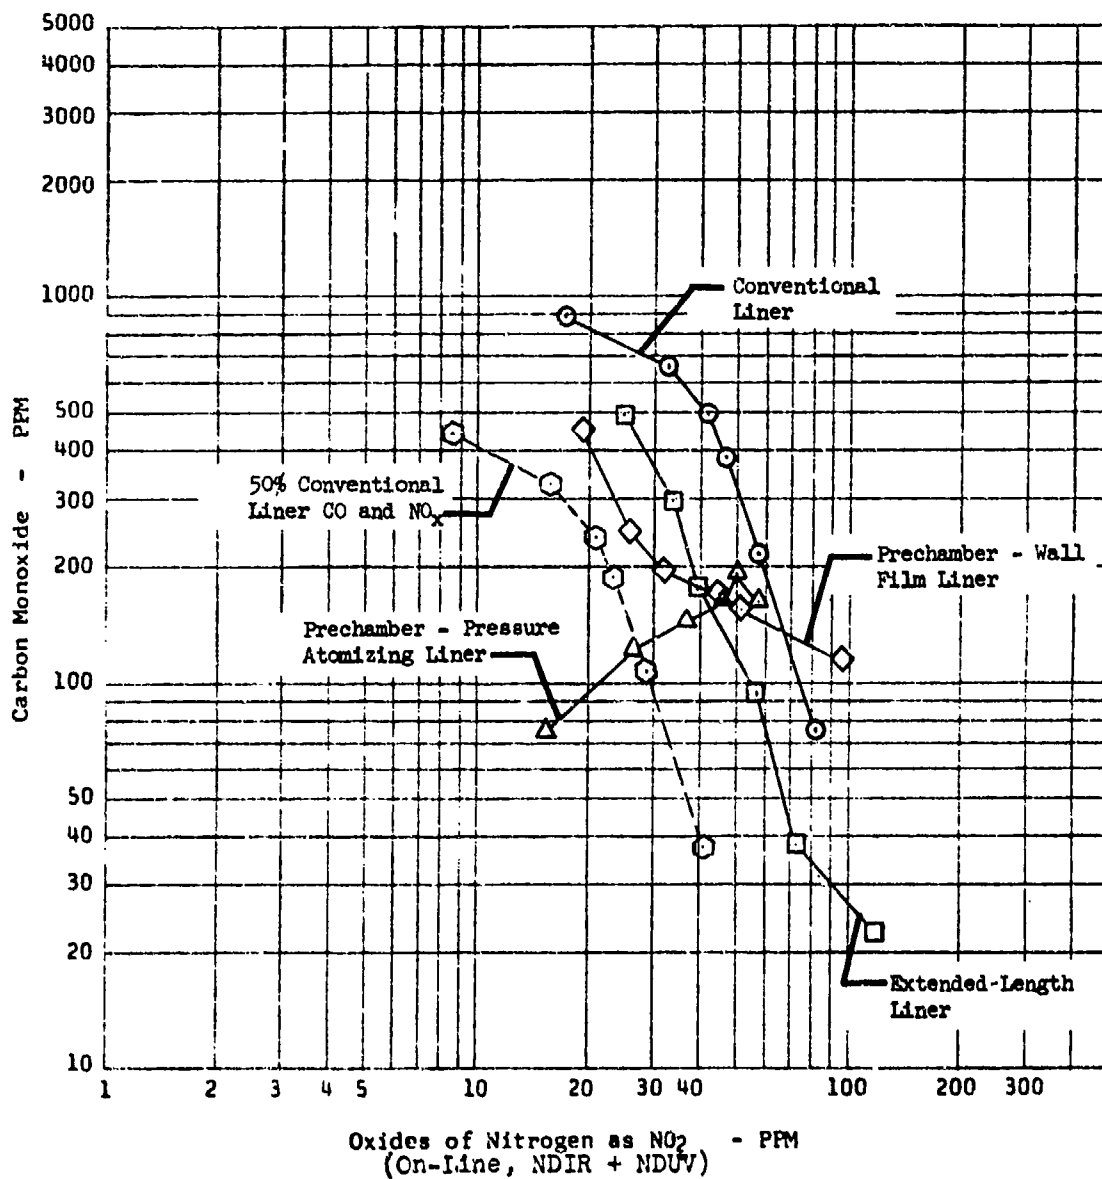 5000
4000
3000
2000
1000
500
400
300
200
100
50
40
30
20
10
Carbon Monoxide - PPM
Conventional
Liner
50% Conventional
Liner CO and NOx
Prechamber - Wall
Film Liner
Prechamber - Pressure
Atomizing Liner
Extended-Length
Liner
1 2 3 4 5 10 20 30 40 100 200 300
Oxides of Nitrogen as NO2 - PPM
(On-Line, NDIR + NDUV)